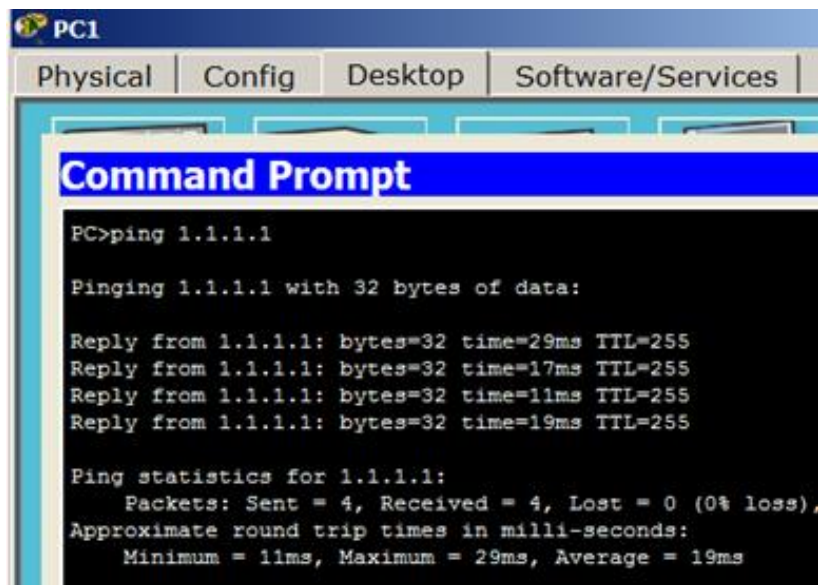 PC1
Physical Config Desktop Software/Services
Command Prompt
PC>ping 1.1.1.1
Pinging 1.1.1.1 with 32 bytes of data:
Reply from 1.1.1.1: bytes=32 time=29ms TTL=255
Reply from 1.1.1.1: bytes=32 time=17ms TTL=255
Reply from 1.1.1.1: bytes=32 time=11ms TTL=255
Reply from 1.1.1.1: bytes=32 time=19ms TTL=255
Ping statistics for 1.1.1.1:
Packets: Sent = 4, Received = 4, Lost = 0 (0% loss),
Approximate round trip times in milli-seconds:
Minimum = 11ms, Maximum = 29ms, Average = 19ms